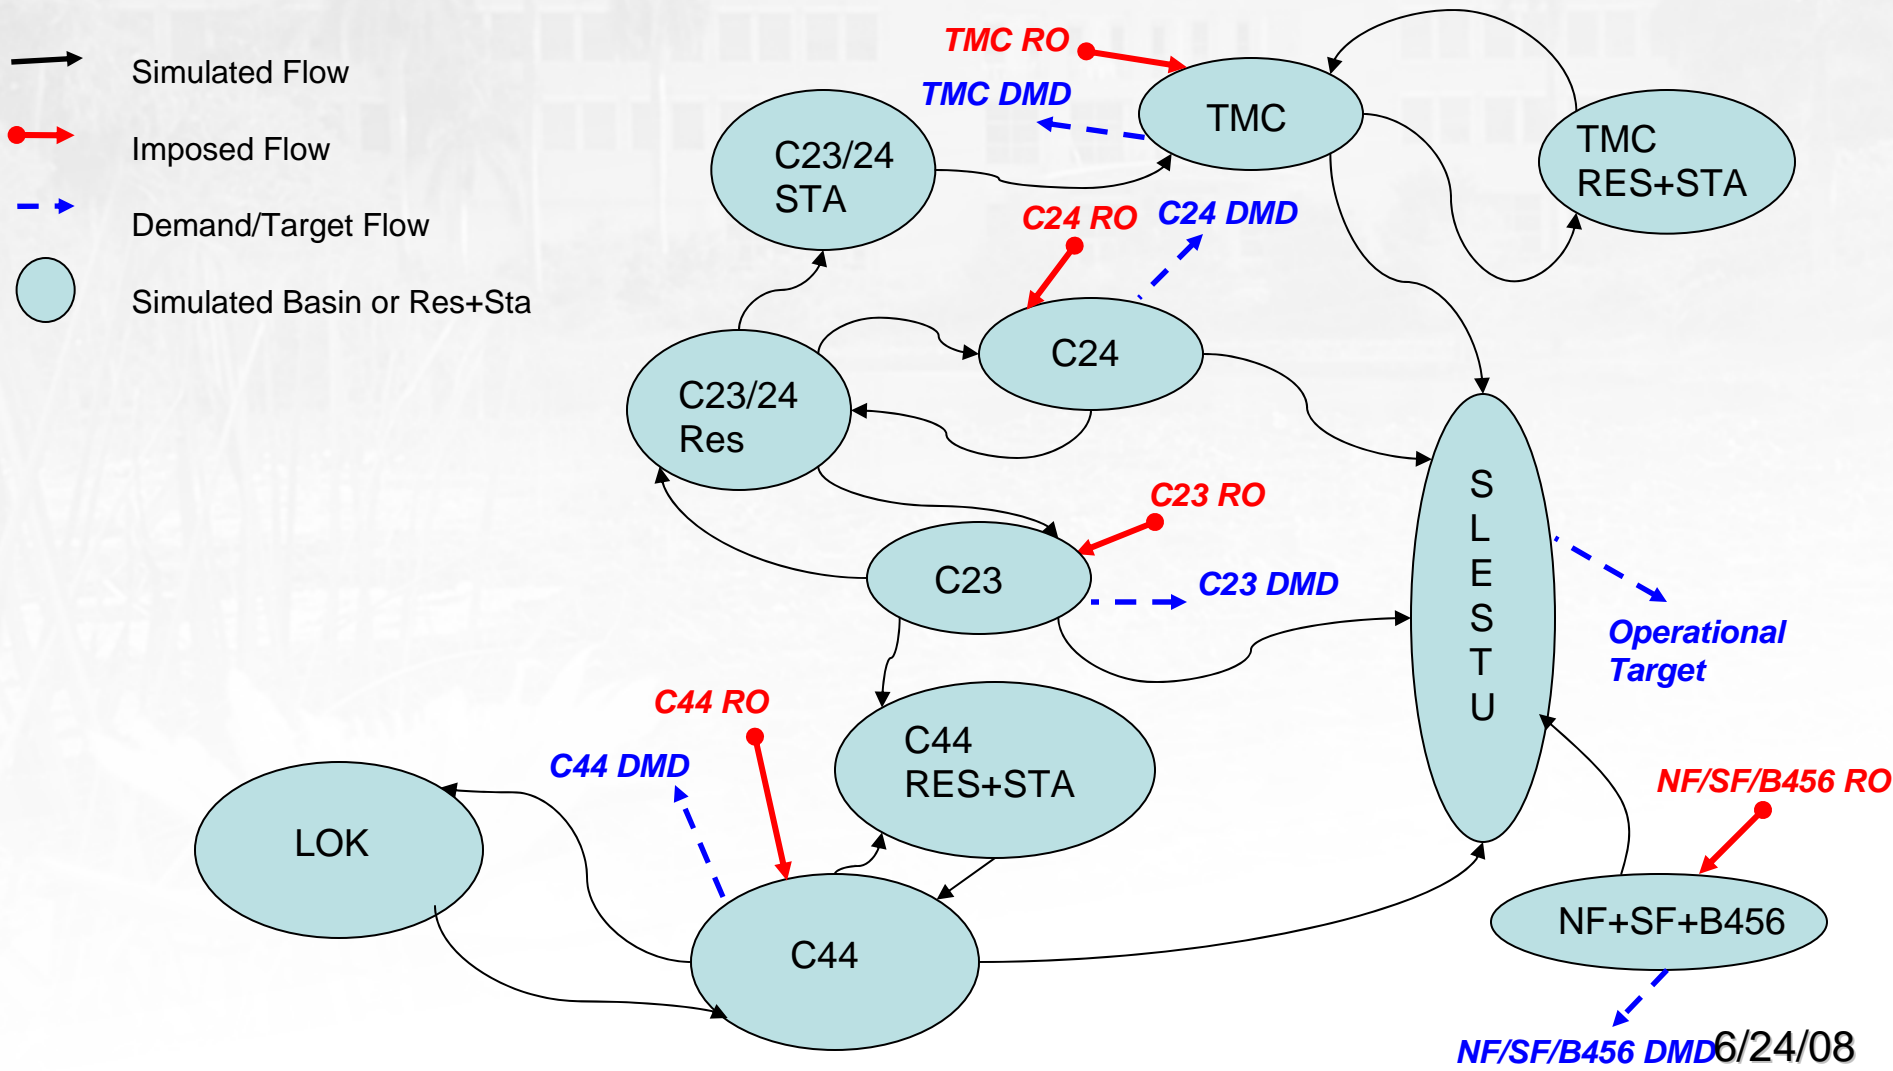 Simulated Flow
Imposed Flow
Demand/Target Flow
Simulated Basin or Res+Sta
TMC RO
TMC DMD
TMC
TMC
RES+STA
C23/24
STA
C24 RO
C24 DMD
C24
C23/24
Res
C23 RO
C23
C23 DMD
S
L
E
S
T
U
Operational
Target
C44 RO
C44 DMD
C44
RES+STA
LOK
C44
NF/SF/B456 RO
NF+SF+B456
NF/SF/B456 DMD
6/24/08